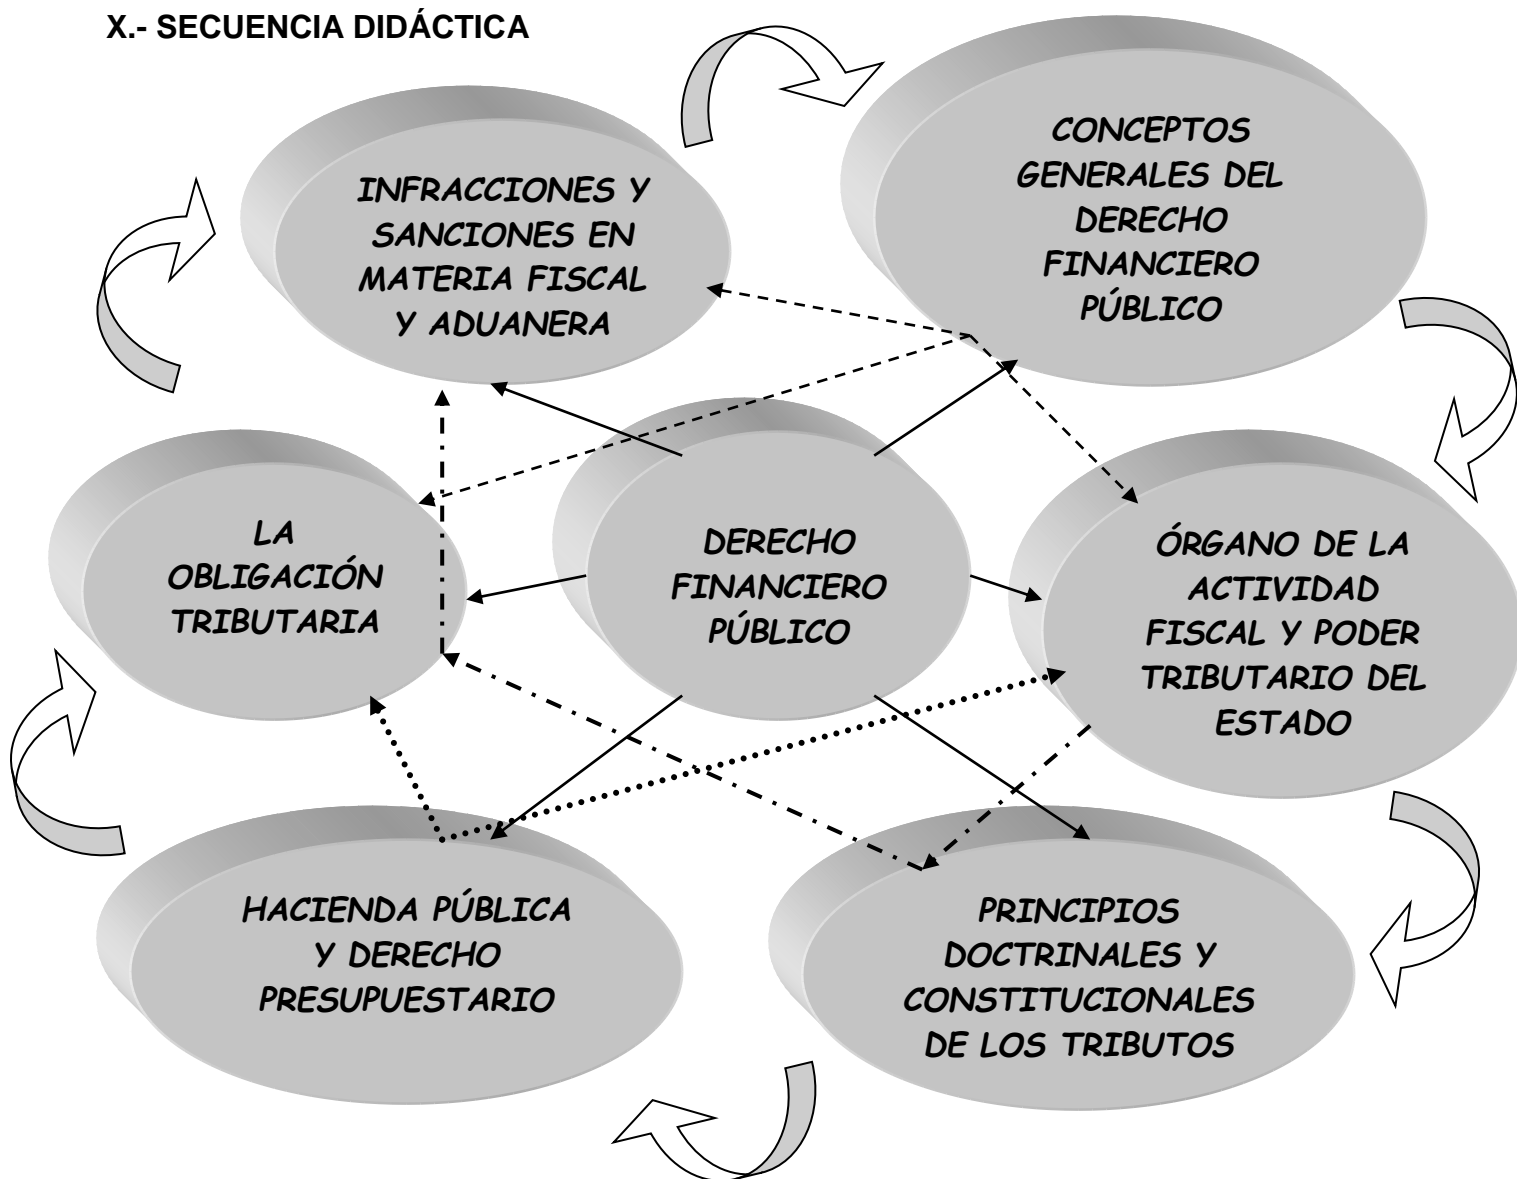 X.- SECUENCIA DIDÁCTICA
INFRACCIONES Y
SANCIONES EN
MATERIA FISCAL
Y ADUANERA
CONCEPTOS
GENERALES DEL
DERECHO
FINANCIERO
PÚBLICO
LA
OBLIGACIÓN
TRIBUTARIA
DERECHO
FINANCIERO
PÚBLICO
ÓRGANO DE LA
ACTIVIDAD
FISCAL Y PODER
TRIBUTARIO DEL
ESTADO
HACIENDA PÚBLICA
Y DERECHO
PRESUPUESTARIO
PRINCIPIOS
DOCTRINALES Y
CONSTITUCIONALES
DE LOS TRIBUTOS